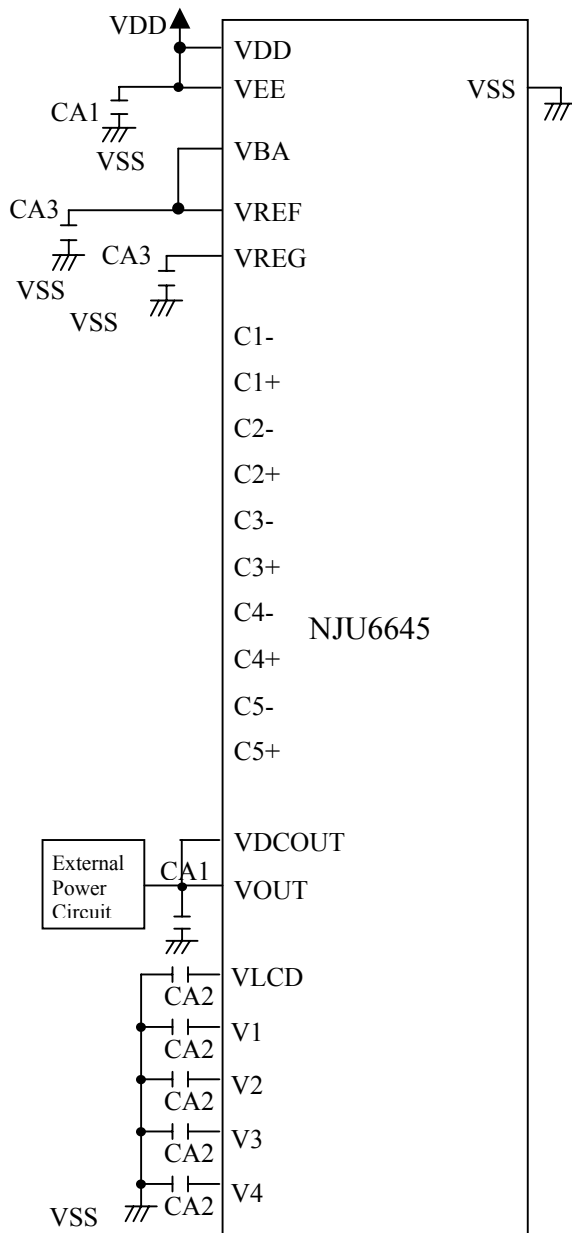 VDD
VDD
VEE
VSS
CA1
VSS
VBA
CA3
VREF
CA3
VREG
VSS
VSS
C1-
C1+
C2-
C2+
C3-
C3+
C4-
NJU6645
C4+
C5-
C5+
VDCOUT
External
Power
Circuit
CA1
VOUT
VLCD
CA2
V1
CA2
V2
CA2
V3
CA2
V4
CA2
VSS